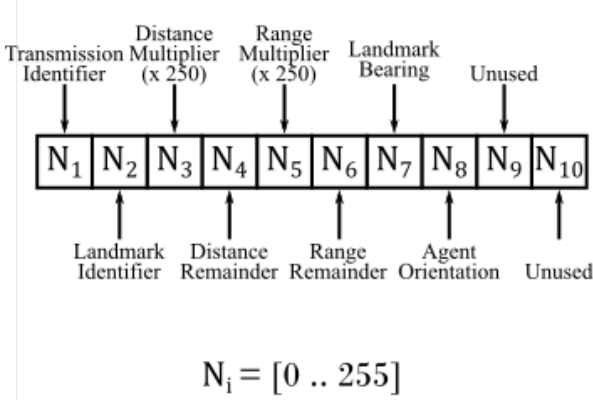 Transmission
Identifier
Distance
Multiplier
(x 250)
Range
Multiplier
(x 250)
Landmark
Bearing
Unused
N1 N2 N3 N4 N5 N6 N7 N8 N9 N10
Landmark
Identifier
Distance
Remainder
Range
Remainder
Agent
Orientation
Unused
Ni = [0 .. 255]